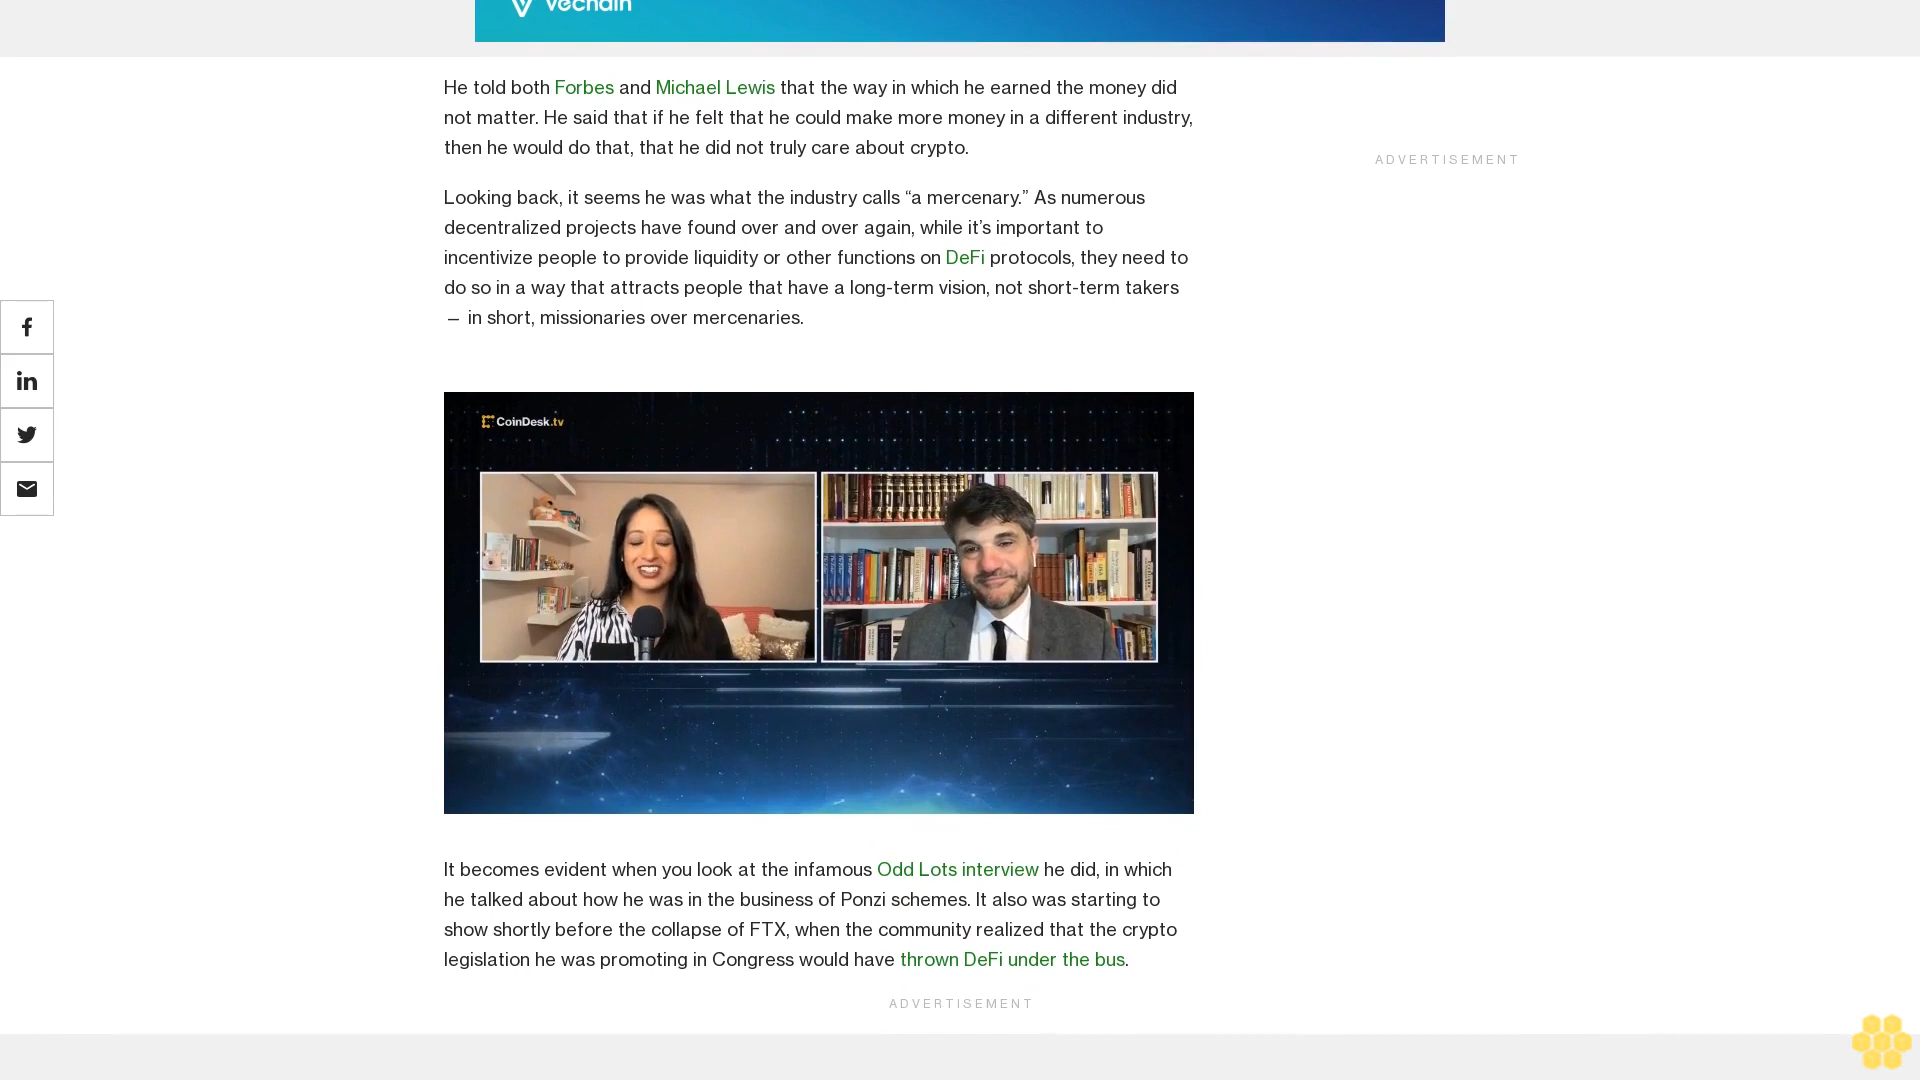 vechain
He told both Forbes and Michael Lewis that the way in which he earned the money did
not matter. He said that if he felt that he could make more money in a different industry,
then he would do that, that he did not truly care about crypto.
ADVERTISEMENT
Looking back, it seems he was what the industry calls “a mercenary.” As numerous
decentralized projects have found over and over again, while it’s important to
incentivize people to provide liquidity or other functions on DeFi protocols, they need to
do so in a way that attracts people that have a long-term vision, not short-term takers
— in short, missionaries over mercenaries.
CoinDesk.tv
It becomes evident when you look at the infamous Odd Lots interview he did, in which
he talked about how he was in the business of Ponzi schemes. It also was starting to
show shortly before the collapse of FTX, when the community realized that the crypto
legislation he was promoting in Congress would have thrown DeFi under the bus.
ADVERTISEMENT